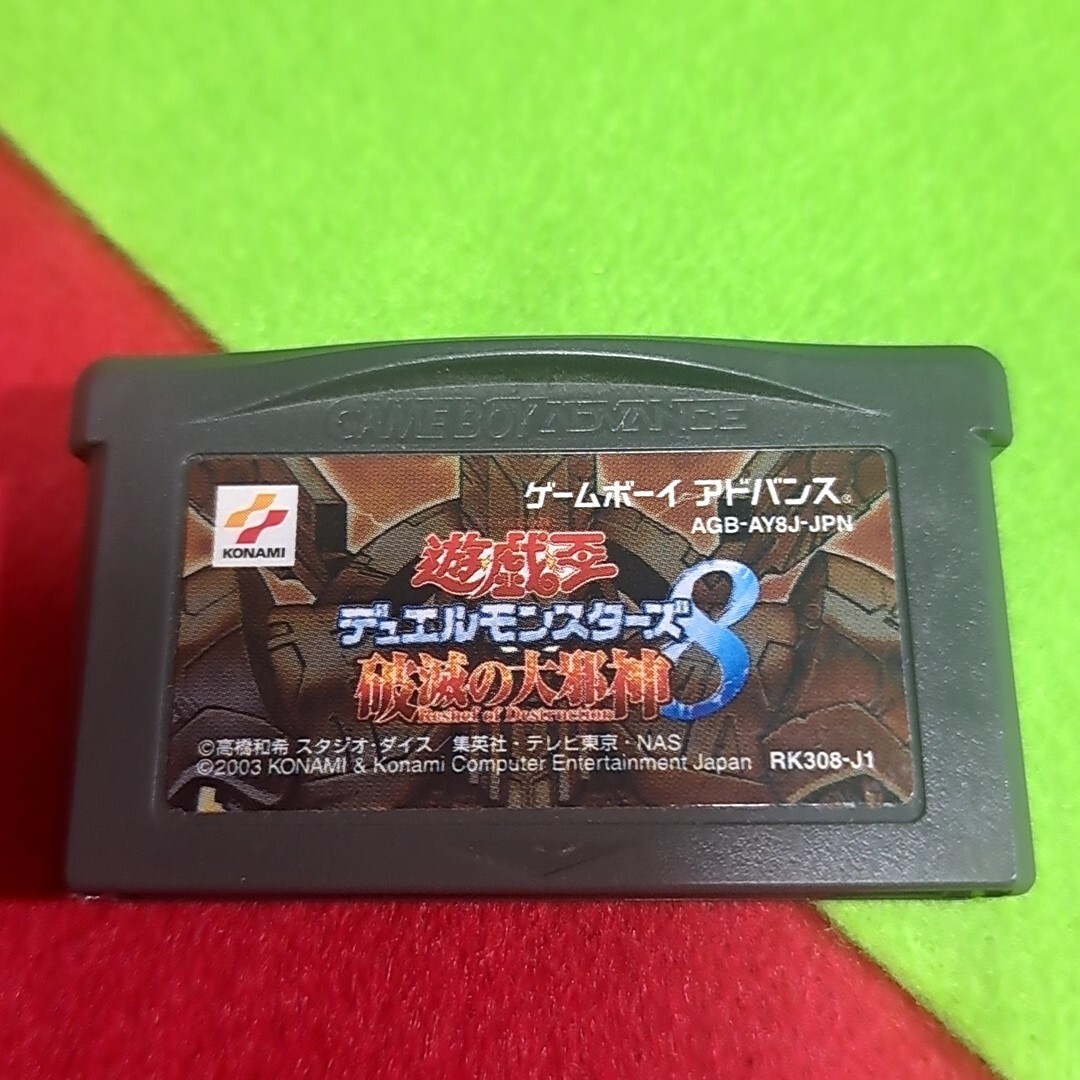 GAME BOY ADVANCE
KONAMI
ゲームボーイ アドバンス®
AGB-AY8J-JPN
遊戯王
デュエルモンスターズ8
破滅の大邪神
Reshef of Destruction
©高橋和希 スタジオ・ダイス/集英社・テレビ東京・NAS
©2003 KONAMI & Konami Computer Entertainment Japan RK308-J1